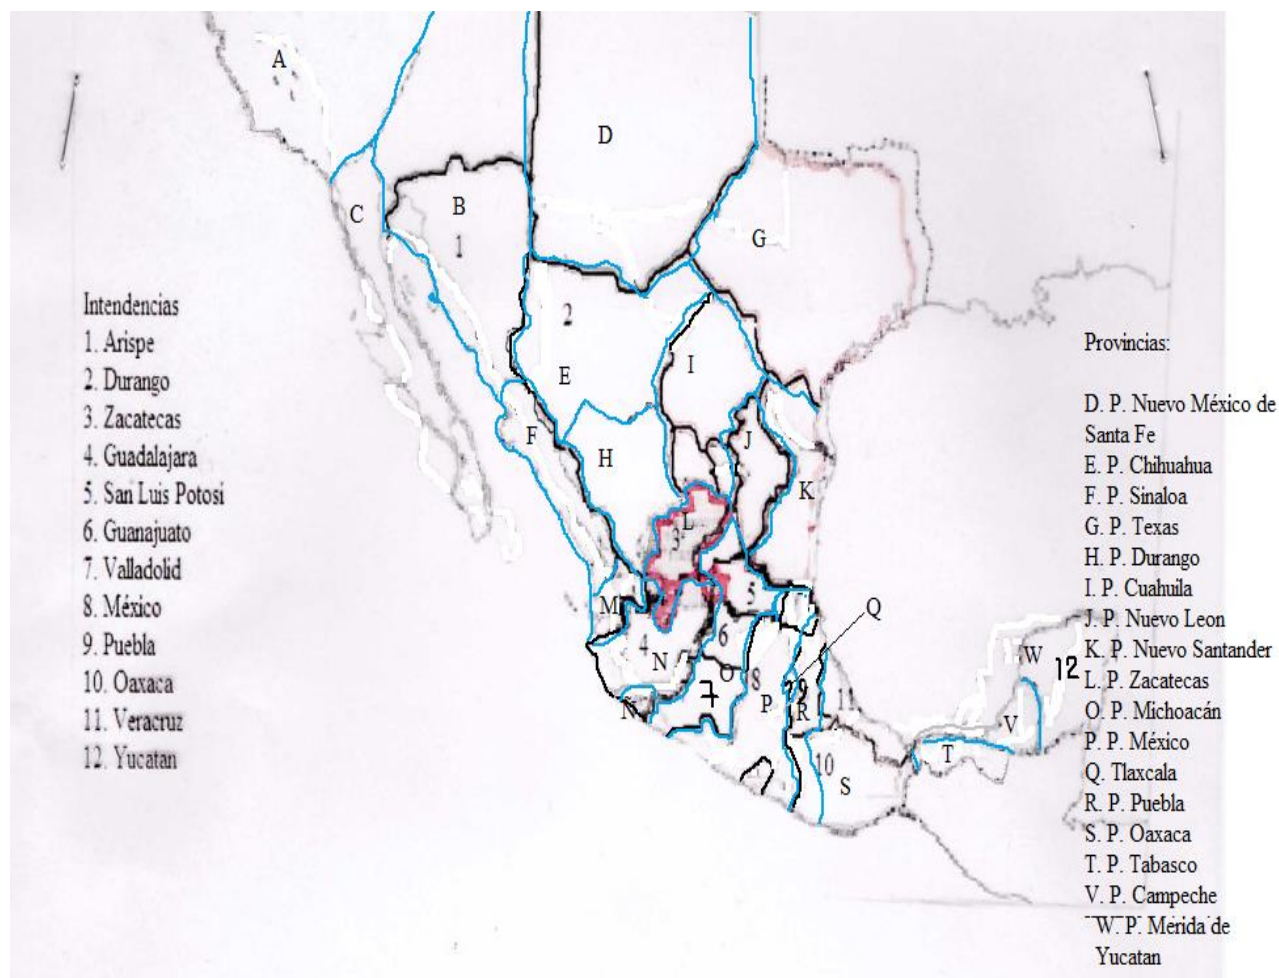 A
D
B
C
1
G
2
E
I
F
H
J
K
L
3
M
5
Q
4
N
6
O
7
8
P
9
R
11
Ñ
10
S
T
V
W
12
Intendencias
1. Arispe
2. Durango
3. Zacatecas
4. Guadalajara
5. San Luis Potosí
6. Guanajuato
7. Valladolid
8. México
9. Puebla
10. Oaxaca
11. Veracruz
12. Yucatan
Provincias:
D. P. Nuevo México de
Santa Fe
E. P. Chihuahua
F. P. Sinaloa
G. P. Texas
H. P. Durango
I. P. Cuahuila
J. P. Nuevo Leon
K. P. Nuevo Santander
L. P. Zacatecas
O. P. Michoacán
P. P. México
Q. Tlaxcala
R. P. Puebla
S. P. Oaxaca
T. P. Tabasco
V. P. Campeche
W. P. Merida de
Yucatan